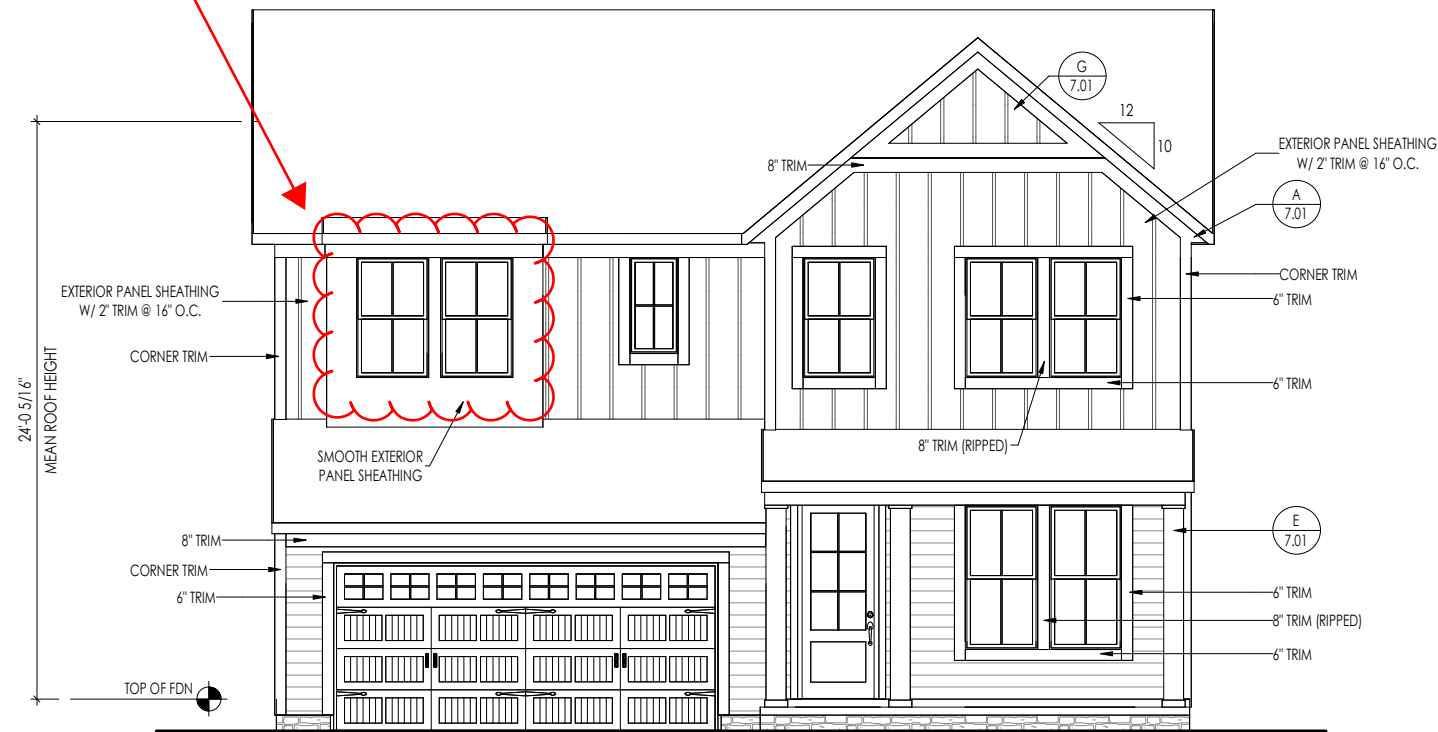 G
7.01
12
10
EXTERIOR PANEL SHEATHING
W/ 2" TRIM @ 16" O.C.
8" TRIM
A
7.01
CORNER TRIM
6" TRIM
EXTERIOR PANEL SHEATHING
W/ 2" TRIM @ 16" O.C.
CORNER TRIM
24'-0 5/16"
MEAN ROOF HEIGHT
6" TRIM
8" TRIM (RIPPED)
SMOOTH EXTERIOR
PANEL SHEATHING
E
7.01
8" TRIM
CORNER TRIM
6" TRIM
6" TRIM
8" TRIM (RIPPED)
6" TRIM
TOP OF FDN